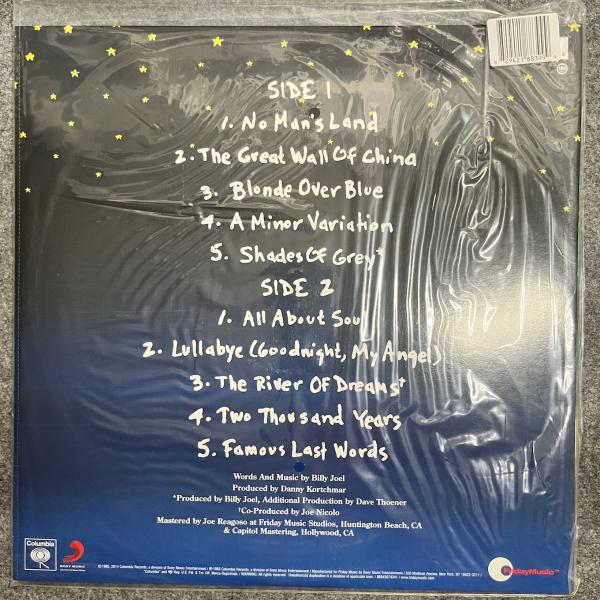 SIDE 1
1. No Man's Land
2. The Great Wall Of China
3. Blonde Over Blue
4. A Minor Variation
5. Shades Of Grey*
SIDE 2
1. All About Soul
2. Lullabye (Goodnight, My Angel)
3. The River Of Dreams†
4. Two Thousand Years
5. Famous Last Words
Words And Music by Billy Joel
Produced by Danny Kortchmar
*Produced by Billy Joel, Additional Production by Dave Thoener
†Co-Produced by Joe Nicolo
Mastered by Joe Reagoso at Friday Music Studios, Huntington Beach, CA
& Capitol Mastering, Hollywood, CA
Columbia
SONY MUSIC
FridayMusic